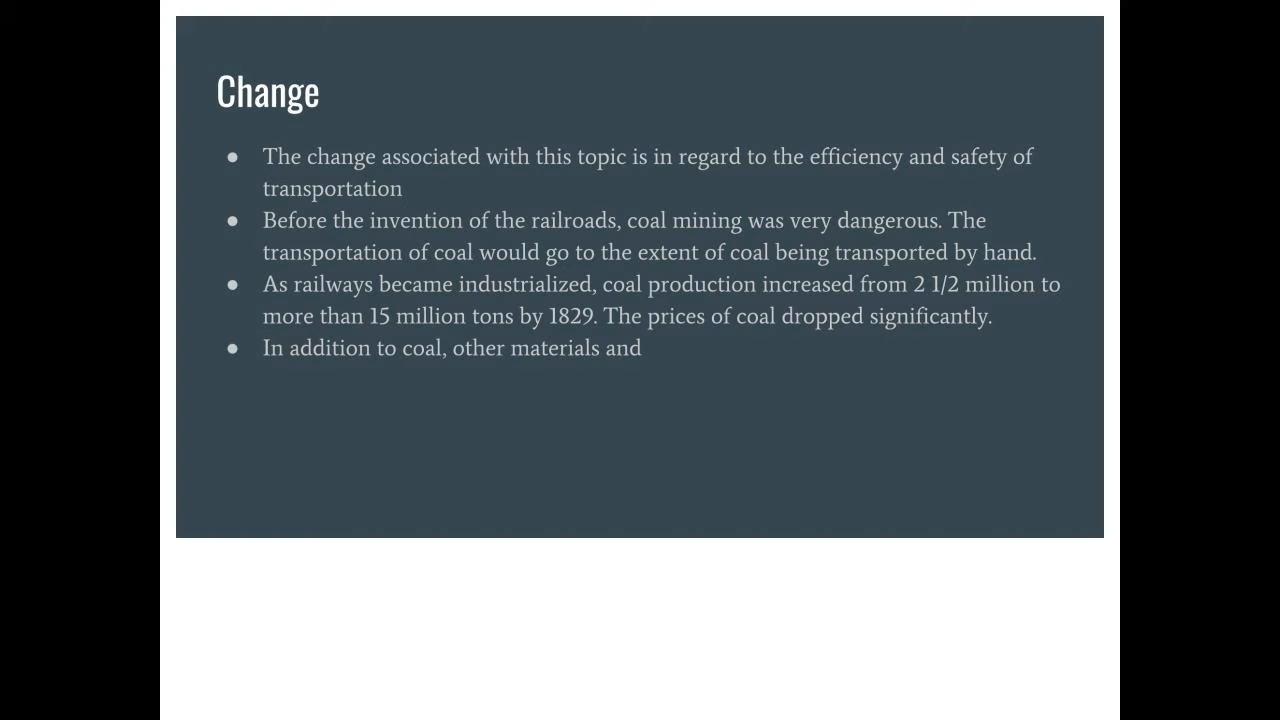 Change
● The change associated with this topic is in regard to the efficiency and safety of
transportation
● Before the invention of the railroads, coal mining was very dangerous. The
transportation of coal would go to the extent of coal being transported by hand.
● As railways became industrialized, coal production increased from 2 1/2 million to
more than 15 million tons by 1829. The prices of coal dropped significantly.
● In addition to coal, other materials and